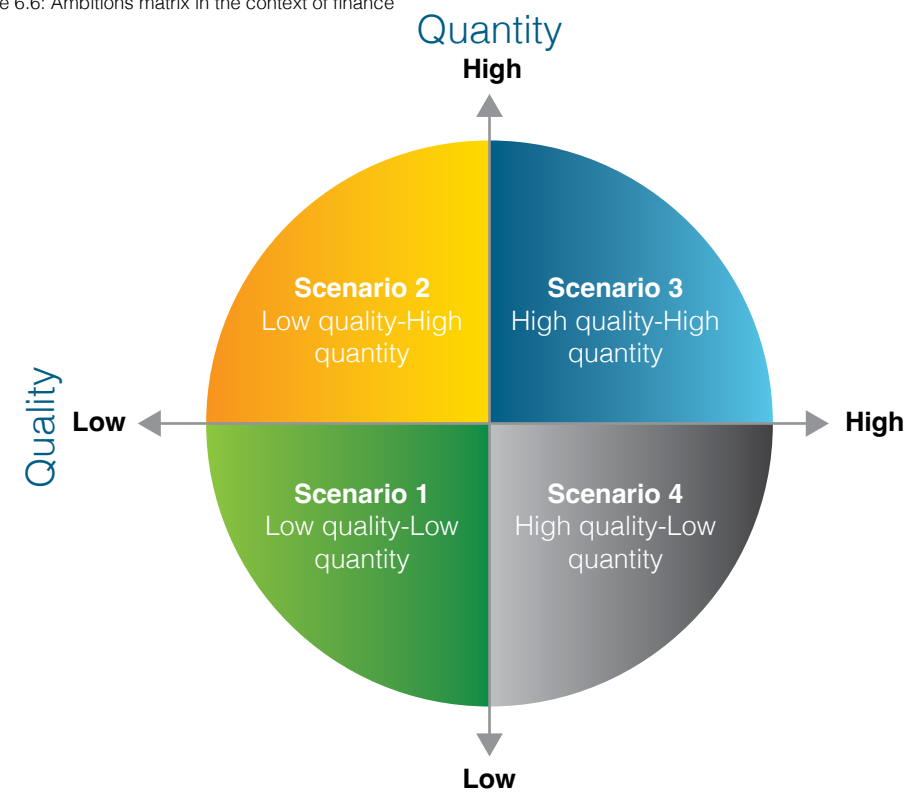 6.6: Ambitions matrix in the context of finance
Quantity
High
Scenario 2
Low quality-High
quantity
Scenario 3
High quality-High
quantity
Quality
Low
High
Scenario 1
Low quality-Low
quantity
Scenario 4
High quality-Low
quantity
Low